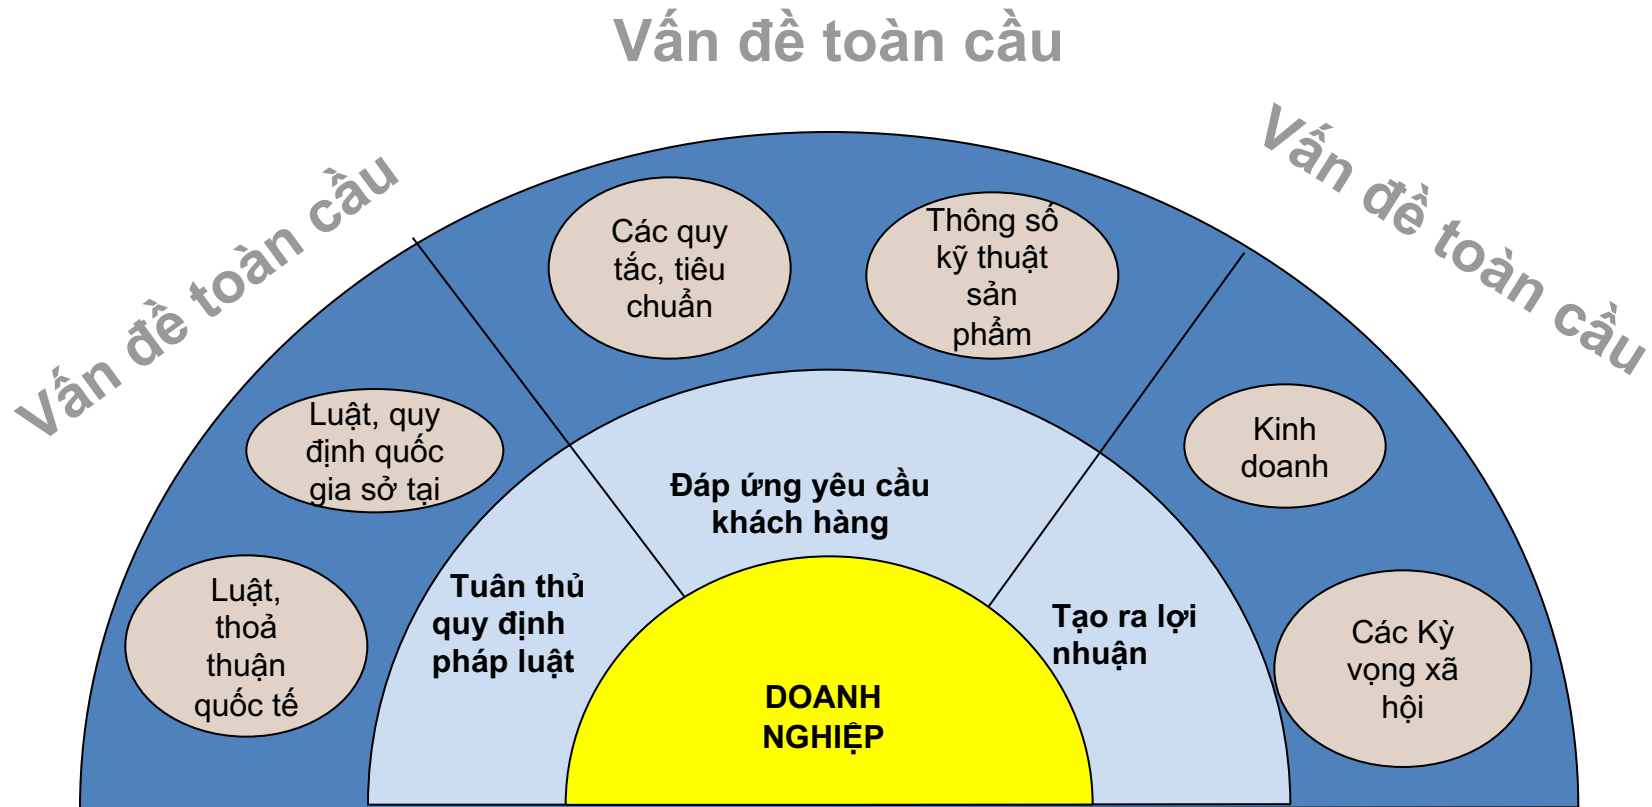 Vấn đề toàn cầu
Vấn đề toàn cầu
Vấn đề toàn cầu
Các quy
tắc, tiêu
chuẩn
Thông số
kỹ thuật
sản
phẩm
Luật, quy
định quốc
gia sở tại
Kinh
doanh
Đáp ứng yêu cầu
khách hàng
Luật,
thoả
thuận
quốc tế
Tuân thủ
quy định
pháp luật
Tạo ra lợi
nhuận
Các Kỳ
vọng xã
hội
DOANH
NGHIỆP